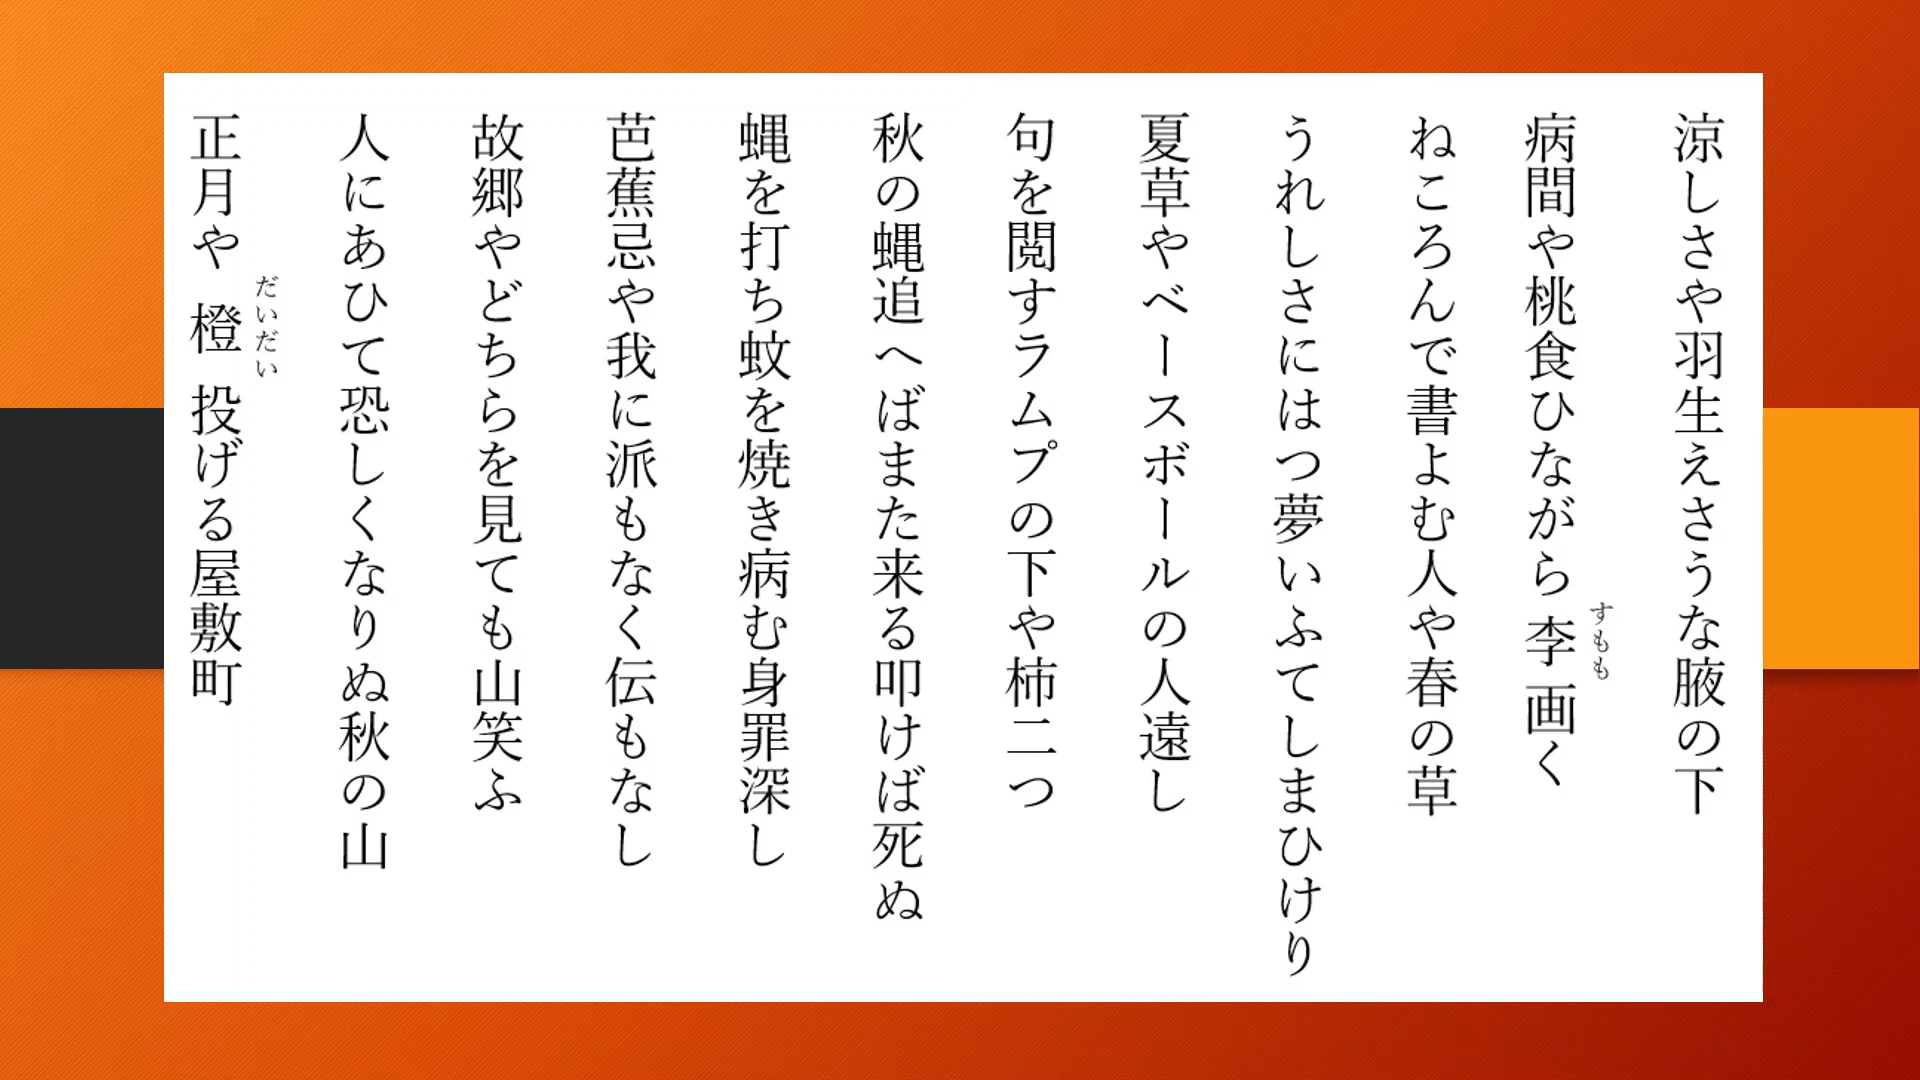 涼しさや羽生えさうな腋の下
病間や桃食ひながら李画く
すもも
ねころんで書よむ人や春の草
うれしさにはつ夢いふてしまひけり
夏草やベースボールの人遠し
句を閲すラムプの下や柿二つ
秋の蝿追へばまた来る叩けば死ぬ
蝿を打ち蚊を焼き病む身罪深し
芭蕉忌や我に派もなく伝もなし
故郷やどちらを見ても山笑ふ
人にあひて恐しくなりぬ秋の山
正月や橙投げる屋敷町
だいだい